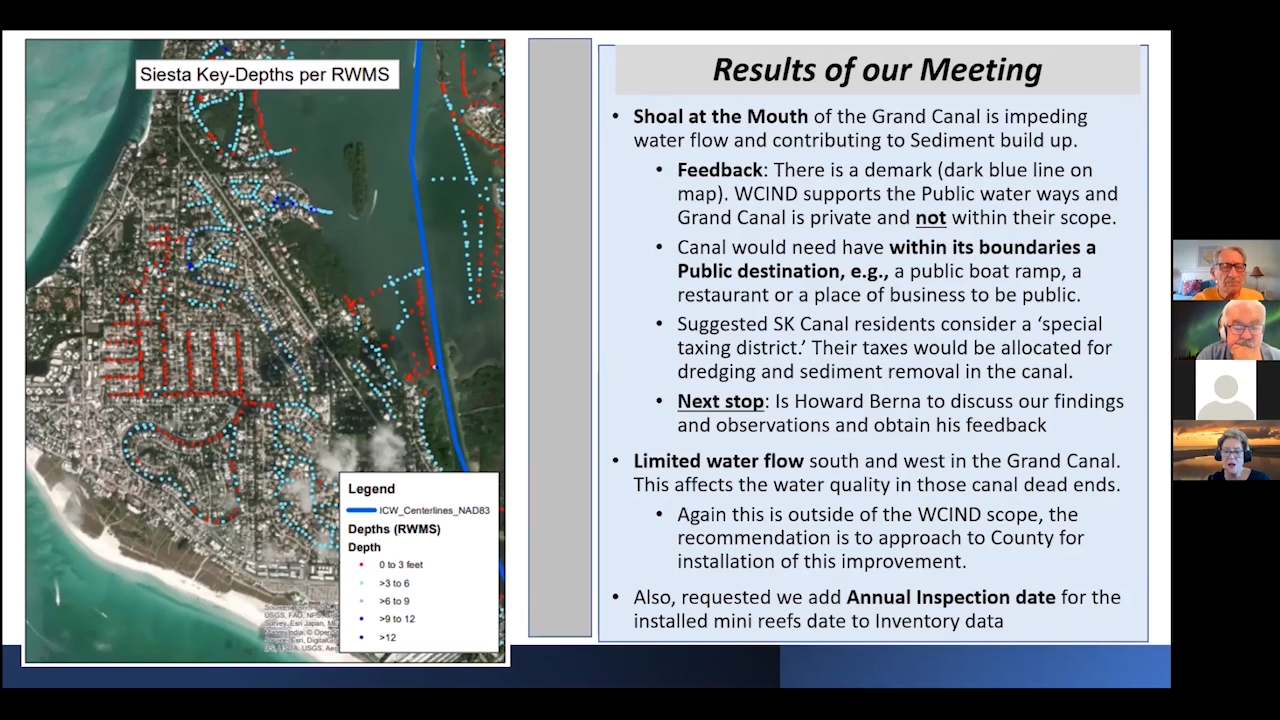 Siesta Key-Depths per RWMS
Legend
ICW_Centerlines_NAD83
Depths (RWMS)
Depth
0 to 3 feet
>3 to 6
>6 to 9
>9 to 12
>12
Results of our Meeting
• Shoal at the Mouth of the Grand Canal is impeding
water flow and contributing to Sediment build up.
• Feedback: There is a demark (dark blue line on
map). WCIND supports the Public water ways and
Grand Canal is private and not within their scope.
• Canal would need have within its boundaries a
Public destination, e.g., a public boat ramp, a
restaurant or a place of business to be public.
• Suggested SK Canal residents consider a ‘special
taxing district.’ Their taxes would be allocated for
dredging and sediment removal in the canal.
• Next stop: Is Howard Berna to discuss our findings
and observations and obtain his feedback
• Limited water flow south and west in the Grand Canal.
This affects the water quality in those canal dead ends.
• Again this is outside of the WCIND scope, the
recommendation is to approach to County for
installation of this improvement.
• Also, requested we add Annual Inspection date for the
installed mini reefs date to Inventory data